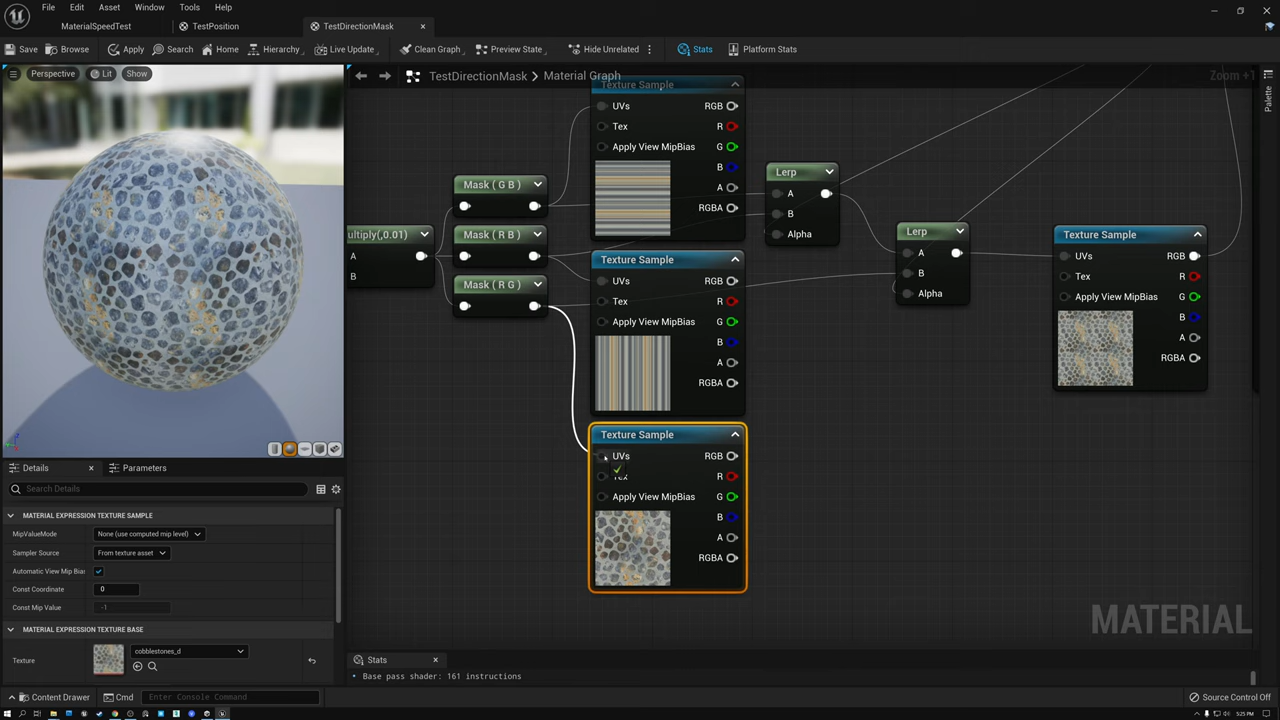 File Edit Asset Window Tools Help
MaterialSpeedTest TestPosition TestDirectionMask
Save Browse Apply Search Home Hierarchy Live Update Clean Graph Preview State Hide Unrelated Stats Platform Stats
Perspective Lit Show
TestDirectionMask > Material Graph
Zoom +1
Palette
Texture Sample
UVs RGB
Tex R
Apply View MipBias G
B
A
RGBA
Mask ( G B )
Mask ( R B )
Mask ( R G )
ultiply(,0.01)
A
B
Lerp
A
B
Alpha
Lerp
A
B
Alpha
Texture Sample
UVs RGB
Tex R
Apply View MipBias G
B
A
RGBA
Texture Sample
UVs RGB
Tex R
Apply View MipBias G
B
A
RGBA
Texture Sample
UVs RGB
R
Apply View MipBias G
B
A
RGBA
MATERIAL
Details Parameters
Search Details
MATERIAL EXPRESSION TEXTURE SAMPLE
MipValueMode None (use computed mip level)
Sampler Source From texture asset
Automatic View Mip Bias
Const Coordinate 0
Const Mip Value -1
MATERIAL EXPRESSION TEXTURE BASE
Texture cobblestones_d
Stats
Base pass shader: 161 instructions
Content Drawer Cmd Enter Console Command Source Control Off
5:25 PM